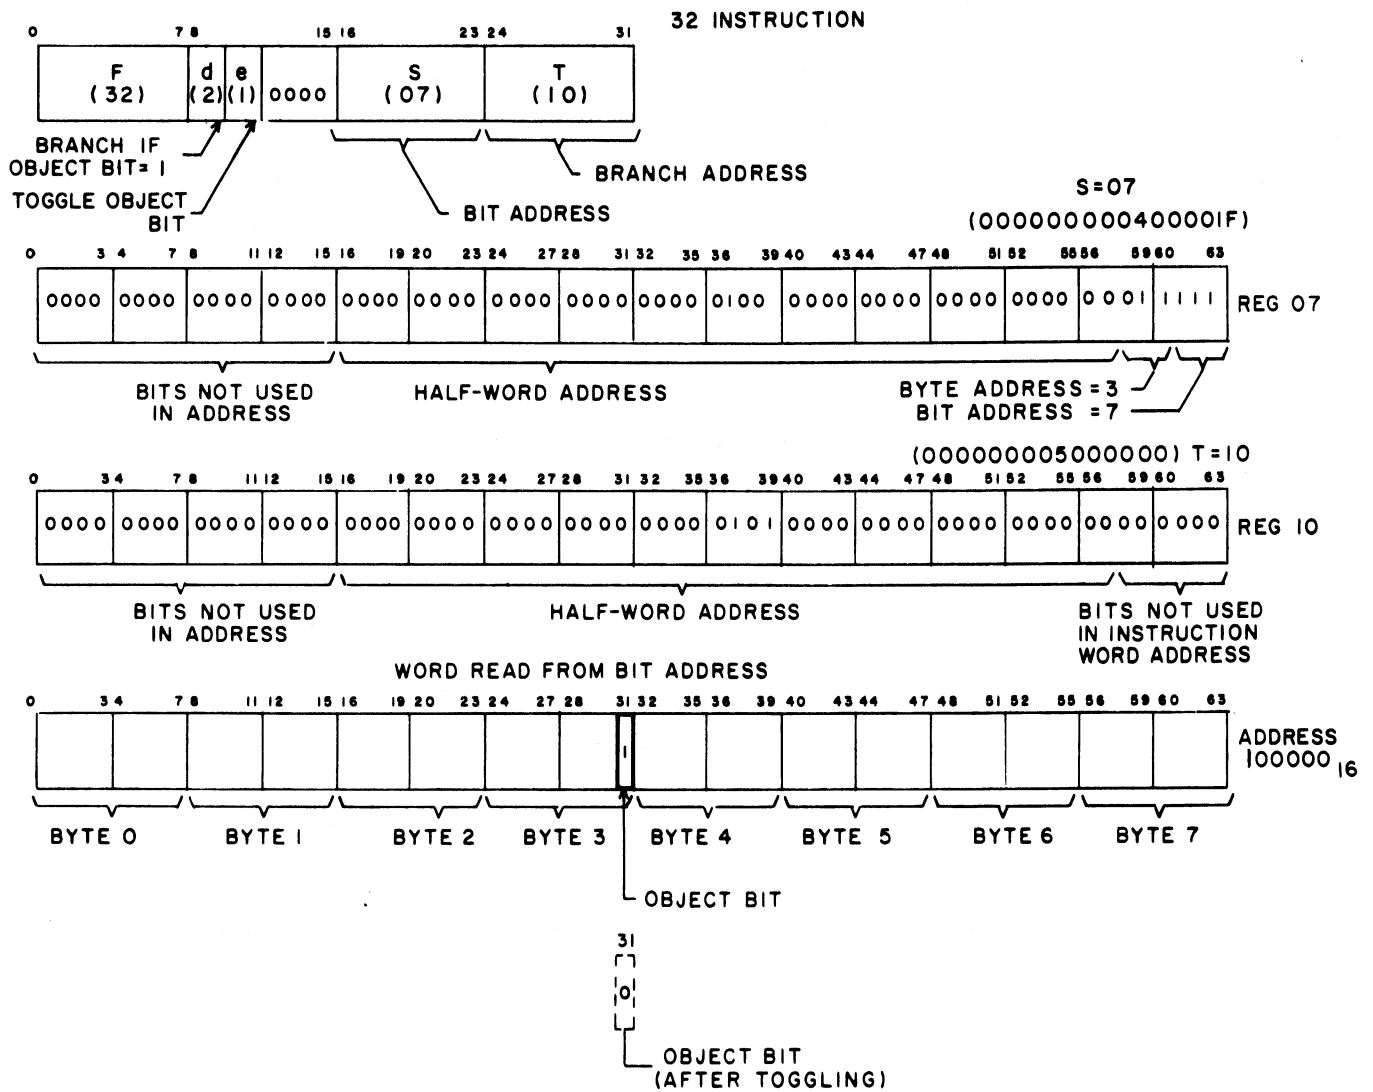 32 INSTRUCTION
0 7 8 15 16 23 24 31
F d e S T
(32) (2) (1) 0000 (07) (10)
BRANCH IF
OBJECT BIT= 1
BRANCH ADDRESS
TOGGLE OBJECT
BIT
BIT ADDRESS
S=07
(000000000400001F)
0 3 4 7 8 11 12 15 16 19 20 23 24 27 28 31 32 35 36 39 40 43 44 47 48 51 52 55 56 59 60 63
0000 0000 0000 0000 0000 0000 0000 0000 0000 0100 0000 0000 0000 0000 0001 1111 REG 07
BITS NOT USED
IN ADDRESS
HALF-WORD ADDRESS
BYTE ADDRESS =3
BIT ADDRESS =7
(0000000005000000) T=10
0 3 4 7 8 11 12 15 16 19 20 23 24 27 28 31 32 35 36 39 40 43 44 47 48 51 52 55 56 59 60 63
0000 0000 0000 0000 0000 0000 0000 0000 0000 0101 0000 0000 0000 0000 0000 0000 REG 10
BITS NOT USED
IN ADDRESS
HALF-WORD ADDRESS
BITS NOT USED
IN INSTRUCTION
WORD ADDRESS
WORD READ FROM BIT ADDRESS
0 3 4 7 8 11 12 15 16 19 20 23 24 27 28 31 32 35 36 39 40 43 44 47 48 51 52 55 56 59 60 63
1
ADDRESS
100000 16
BYTE 0 BYTE 1 BYTE 2 BYTE 3 BYTE 4 BYTE 5 BYTE 6 BYTE 7
OBJECT BIT
31
0
OBJECT BIT
(AFTER TOGGLING)